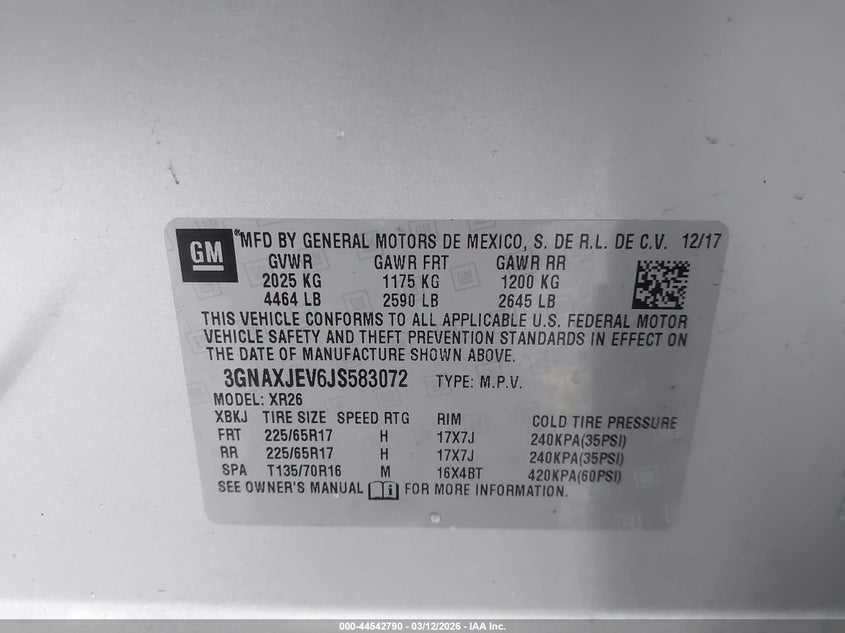 GM
®MFD BY GENERAL MOTORS DE MEXICO, S. DE R.L. DE C.V. 12/17
GVWR GAWR FRT GAWR RR
2025 KG 1175 KG 1200 KG
4464 LB 2590 LB 2645 LB
THIS VEHICLE CONFORMS TO ALL APPLICABLE U.S. FEDERAL MOTOR
VEHICLE SAFETY AND THEFT PREVENTION STANDARDS IN EFFECT ON
THE DATE OF MANUFACTURE SHOWN ABOVE.
3GNAXJEV6JS583072 TYPE: M.P.V.
MODEL: XR26
XBKJ TIRE SIZE SPEED RTG RIM COLD TIRE PRESSURE
FRT 225/65R17 H 17X7J 240KPA(35PSI)
RR 225/65R17 H 17X7J 240KPA(35PSI)
SPA T135/70R16 M 16X4BT 420KPA(60PSI)
SEE OWNER'S MANUAL FOR MORE INFORMATION.
000-44542790 - 03/12/2026 - IAA Inc.